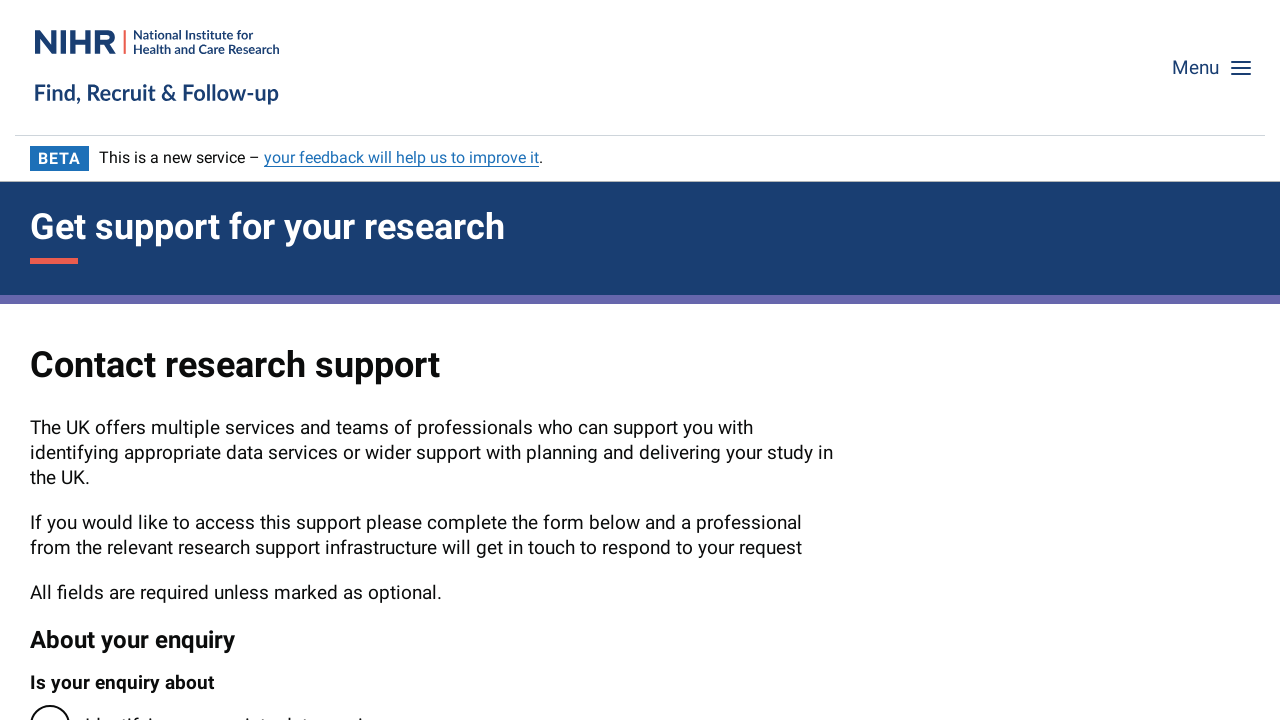 NIHR | National Institute for
Health and Care Research
Find, Recruit & Follow-up
Menu
BETA This is a new service – your feedback will help us to improve it.
Get support for your research
Contact research support
The UK offers multiple services and teams of professionals who can support you with
identifying appropriate data services or wider support with planning and delivering your study in
the UK.
If you would like to access this support please complete the form below and a professional
from the relevant research support infrastructure will get in touch to respond to your request
All fields are required unless marked as optional.
About your enquiry
Is your enquiry about